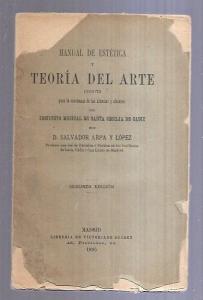 MANUAL DE ESTÉTICA
Y
TEORÍA DEL ARTE
ESCRITO
para la enseñanza de los alumnos y alumnas
DEL
INSTITUTO MUSICAL DE SANTA CECILIA DE CÁDIZ
POR
D. SALVADOR ARPA Y LÓPEZ
SEGUNDA EDICIÓN
MADRID
LIBRERÍA DE VICTORIANO SUÁREZ
1895